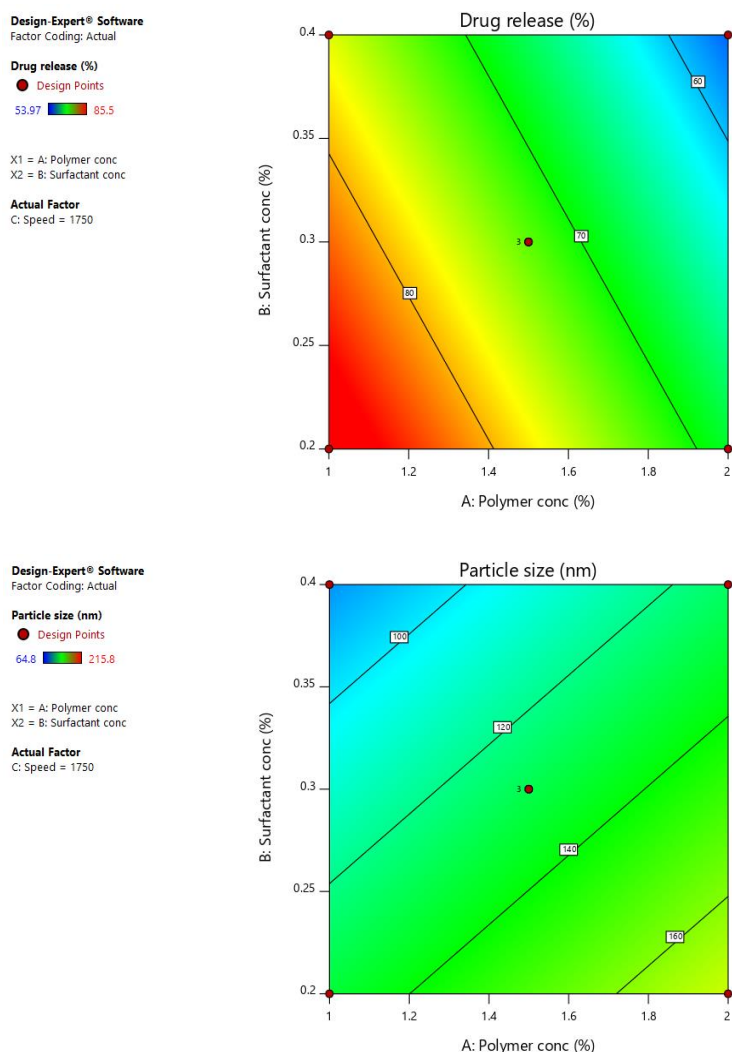 Design-Expert® Software
Factor Coding: Actual
Drug release (%)
Design Points
53.97 85.5
X1 = A: Polymer conc
X2 = B: Surfactant conc
Actual Factor
C: Speed = 1750
Drug release (%)
0.4
0.35
0.3
0.25
0.2
B: Surfactant conc (%)
60
70
3
80
1 1.2 1.4 1.6 1.8 2
A: Polymer conc (%)
Design-Expert® Software
Factor Coding: Actual
Particle size (nm)
Design Points
64.8 215.8
X1 = A: Polymer conc
X2 = B: Surfactant conc
Actual Factor
C: Speed = 1750
Particle size (nm)
0.4
0.35
0.3
0.25
0.2
B: Surfactant conc (%)
100
120
3
140
160
1 1.2 1.4 1.6 1.8 2
A: Polymer conc (%)